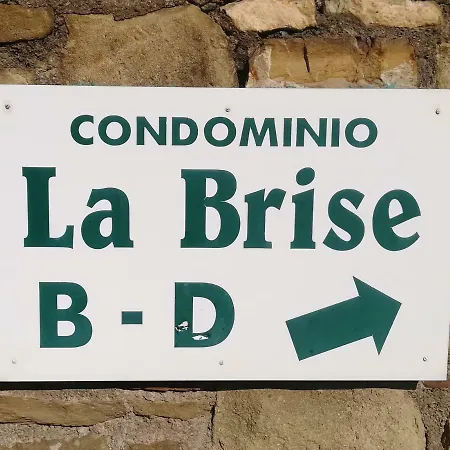 CONDOMINIO
La Brise
B - D